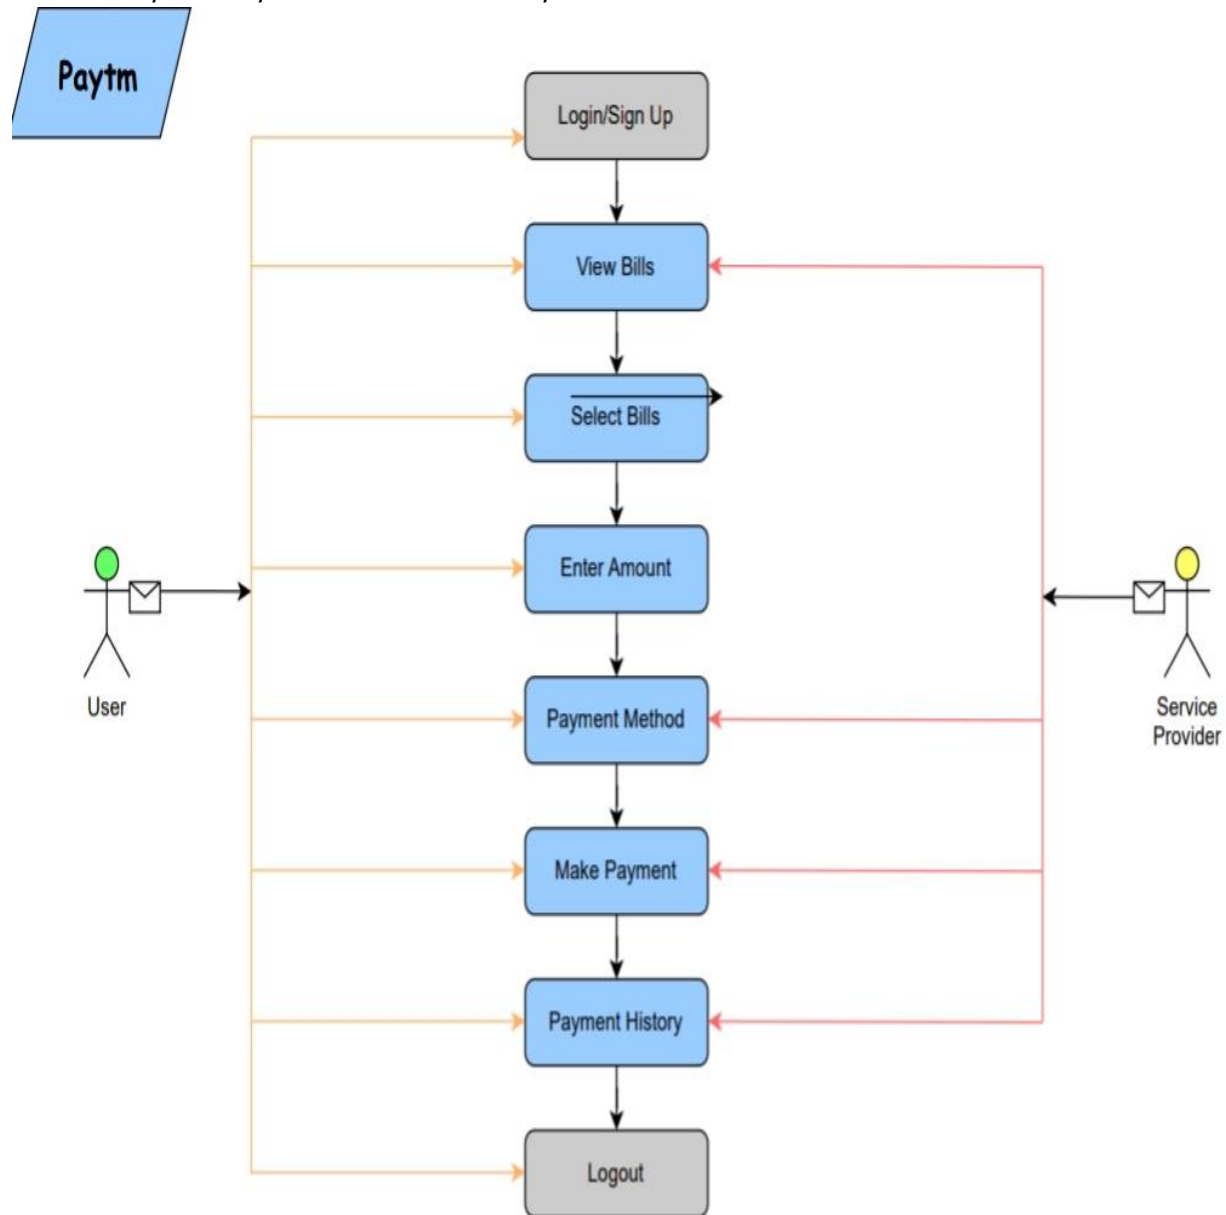 Paytm
Login/Sign Up
View Bills
Select Bills
Enter Amount
User
Payment Method
Service
Provider
Make Payment
Payment History
Logout